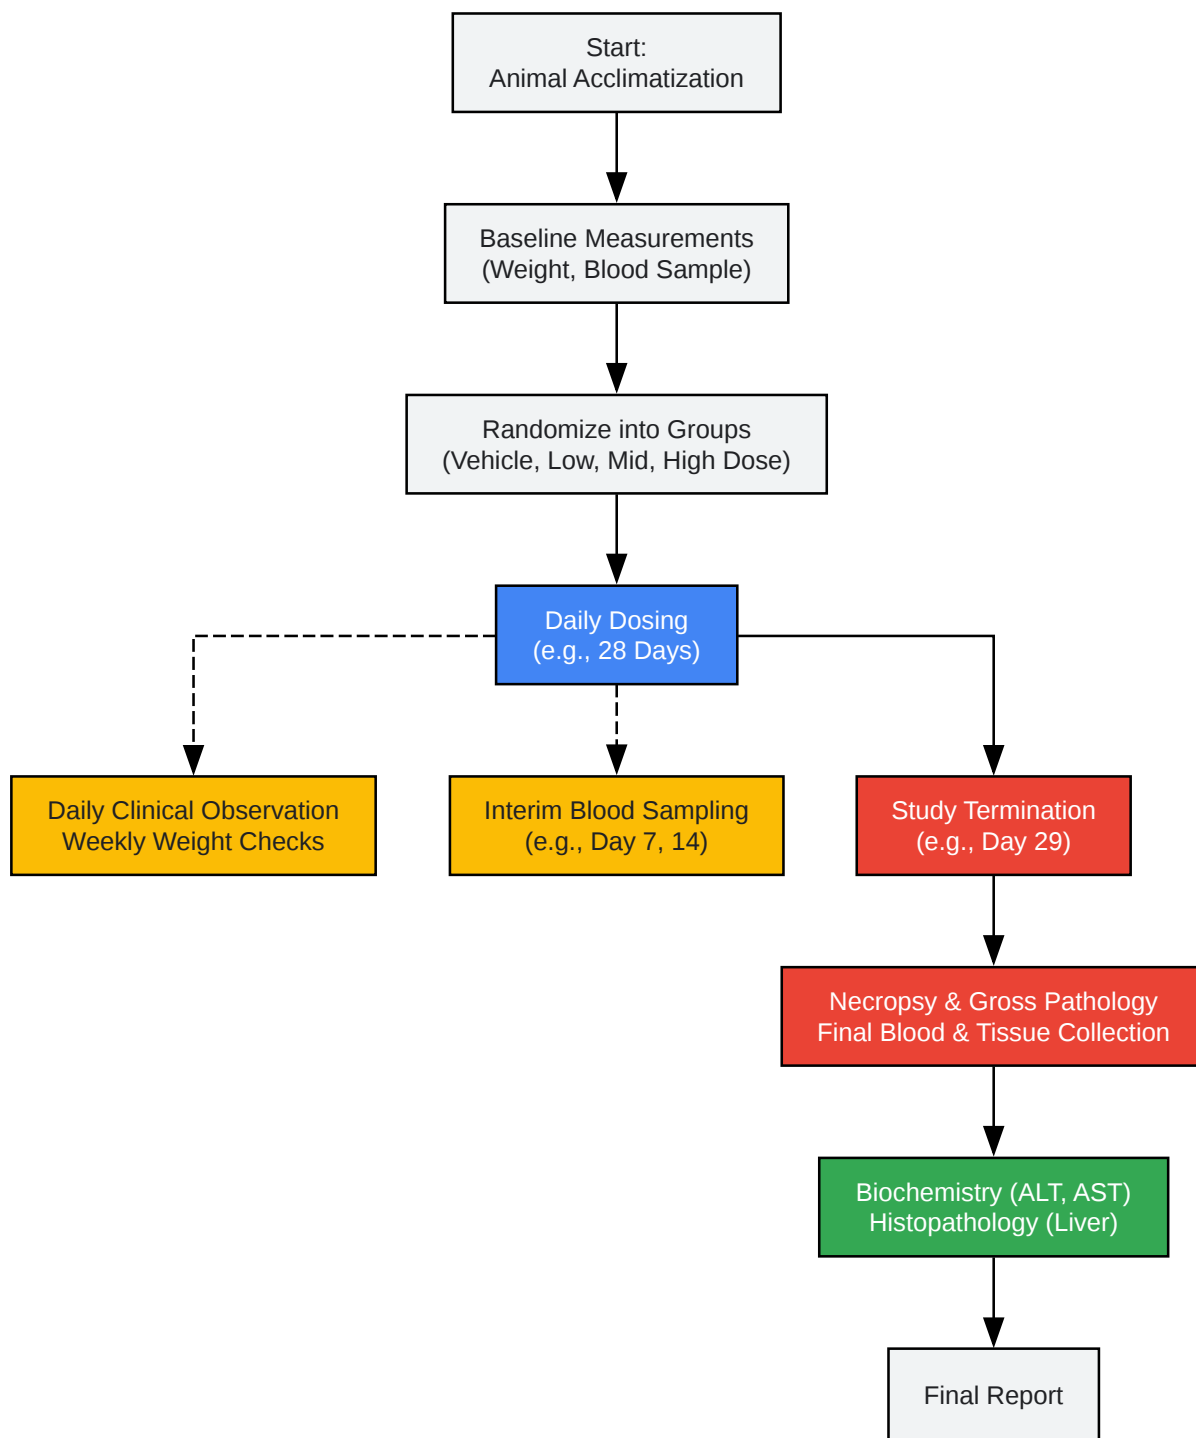 Start:
Animal Acclimatization
Baseline Measurements
(Weight, Blood Sample)
Randomize into Groups
(Vehicle, Low, Mid, High Dose)
Daily Dosing
(e.g., 28 Days)
Daily Clinical Observation
Weekly Weight Checks
Interim Blood Sampling
(e.g., Day 7, 14)
Study Termination
(e.g., Day 29)
Necropsy & Gross Pathology
Final Blood & Tissue Collection
Biochemistry (ALT, AST)
Histopathology (Liver)
Final Report